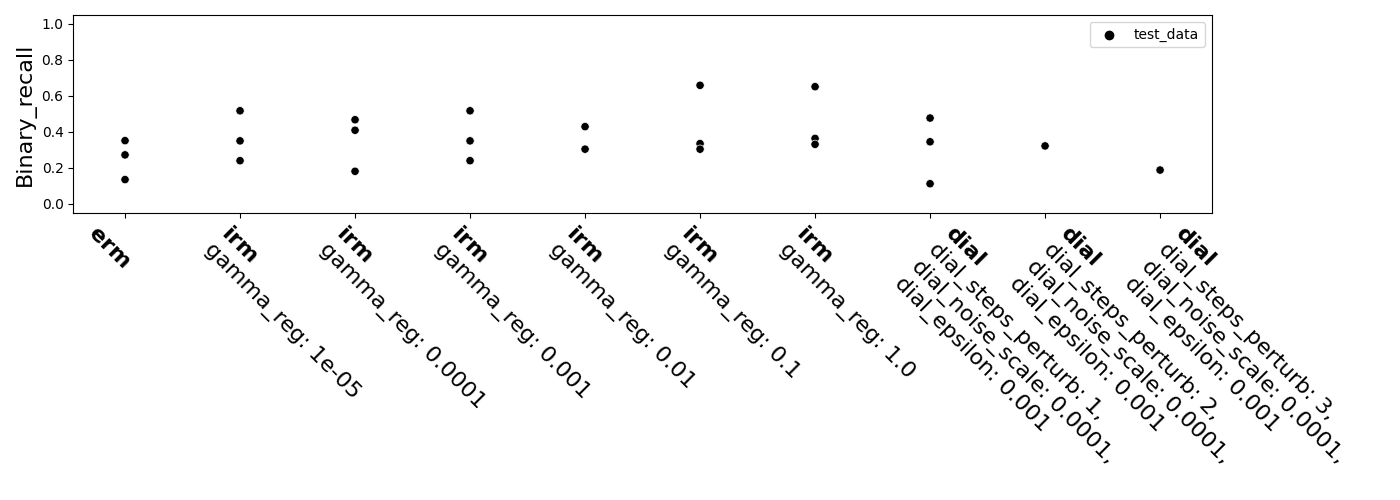 Binary_recall
1.0
0.8
0.6
0.4
0.2
0.0
test_data
erm
irm
gamma_reg: 1e-05
irm
gamma_reg: 0.0001
irm
gamma_reg: 0.001
irm
gamma_reg: 0.01
irm
gamma_reg: 0.1
irm
gamma_reg: 1.0
dial
dial_steps_perturb: 1,
dial_noise_scale: 0.0001,
dial_epsilon: 0.001
dial
dial_steps_perturb: 2,
dial_noise_scale: 0.0001,
dial_epsilon: 0.001
dial
dial_steps_perturb: 3,
dial_noise_scale: 0.0001,
dial_epsilon: 0.001